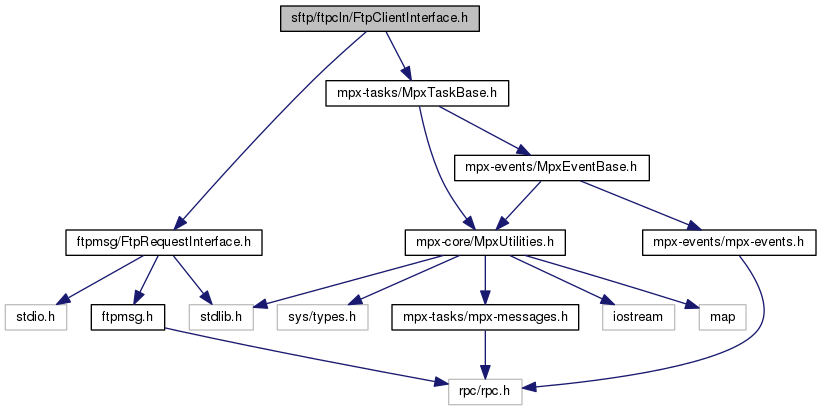 sftp/ftpcln/FtpClientInterface.h
mpx-tasks/MpxTaskBase.h
mpx-events/MpxEventBase.h
ftpmsg/FtpRequestInterface.h
mpx-core/MpxUtilities.h
mpx-events/mpx-events.h
stdio.h
ftpmsg.h
stdlib.h
sys/types.h
mpx-tasks/mpx-messages.h
iostream
map
rpc/rpc.h